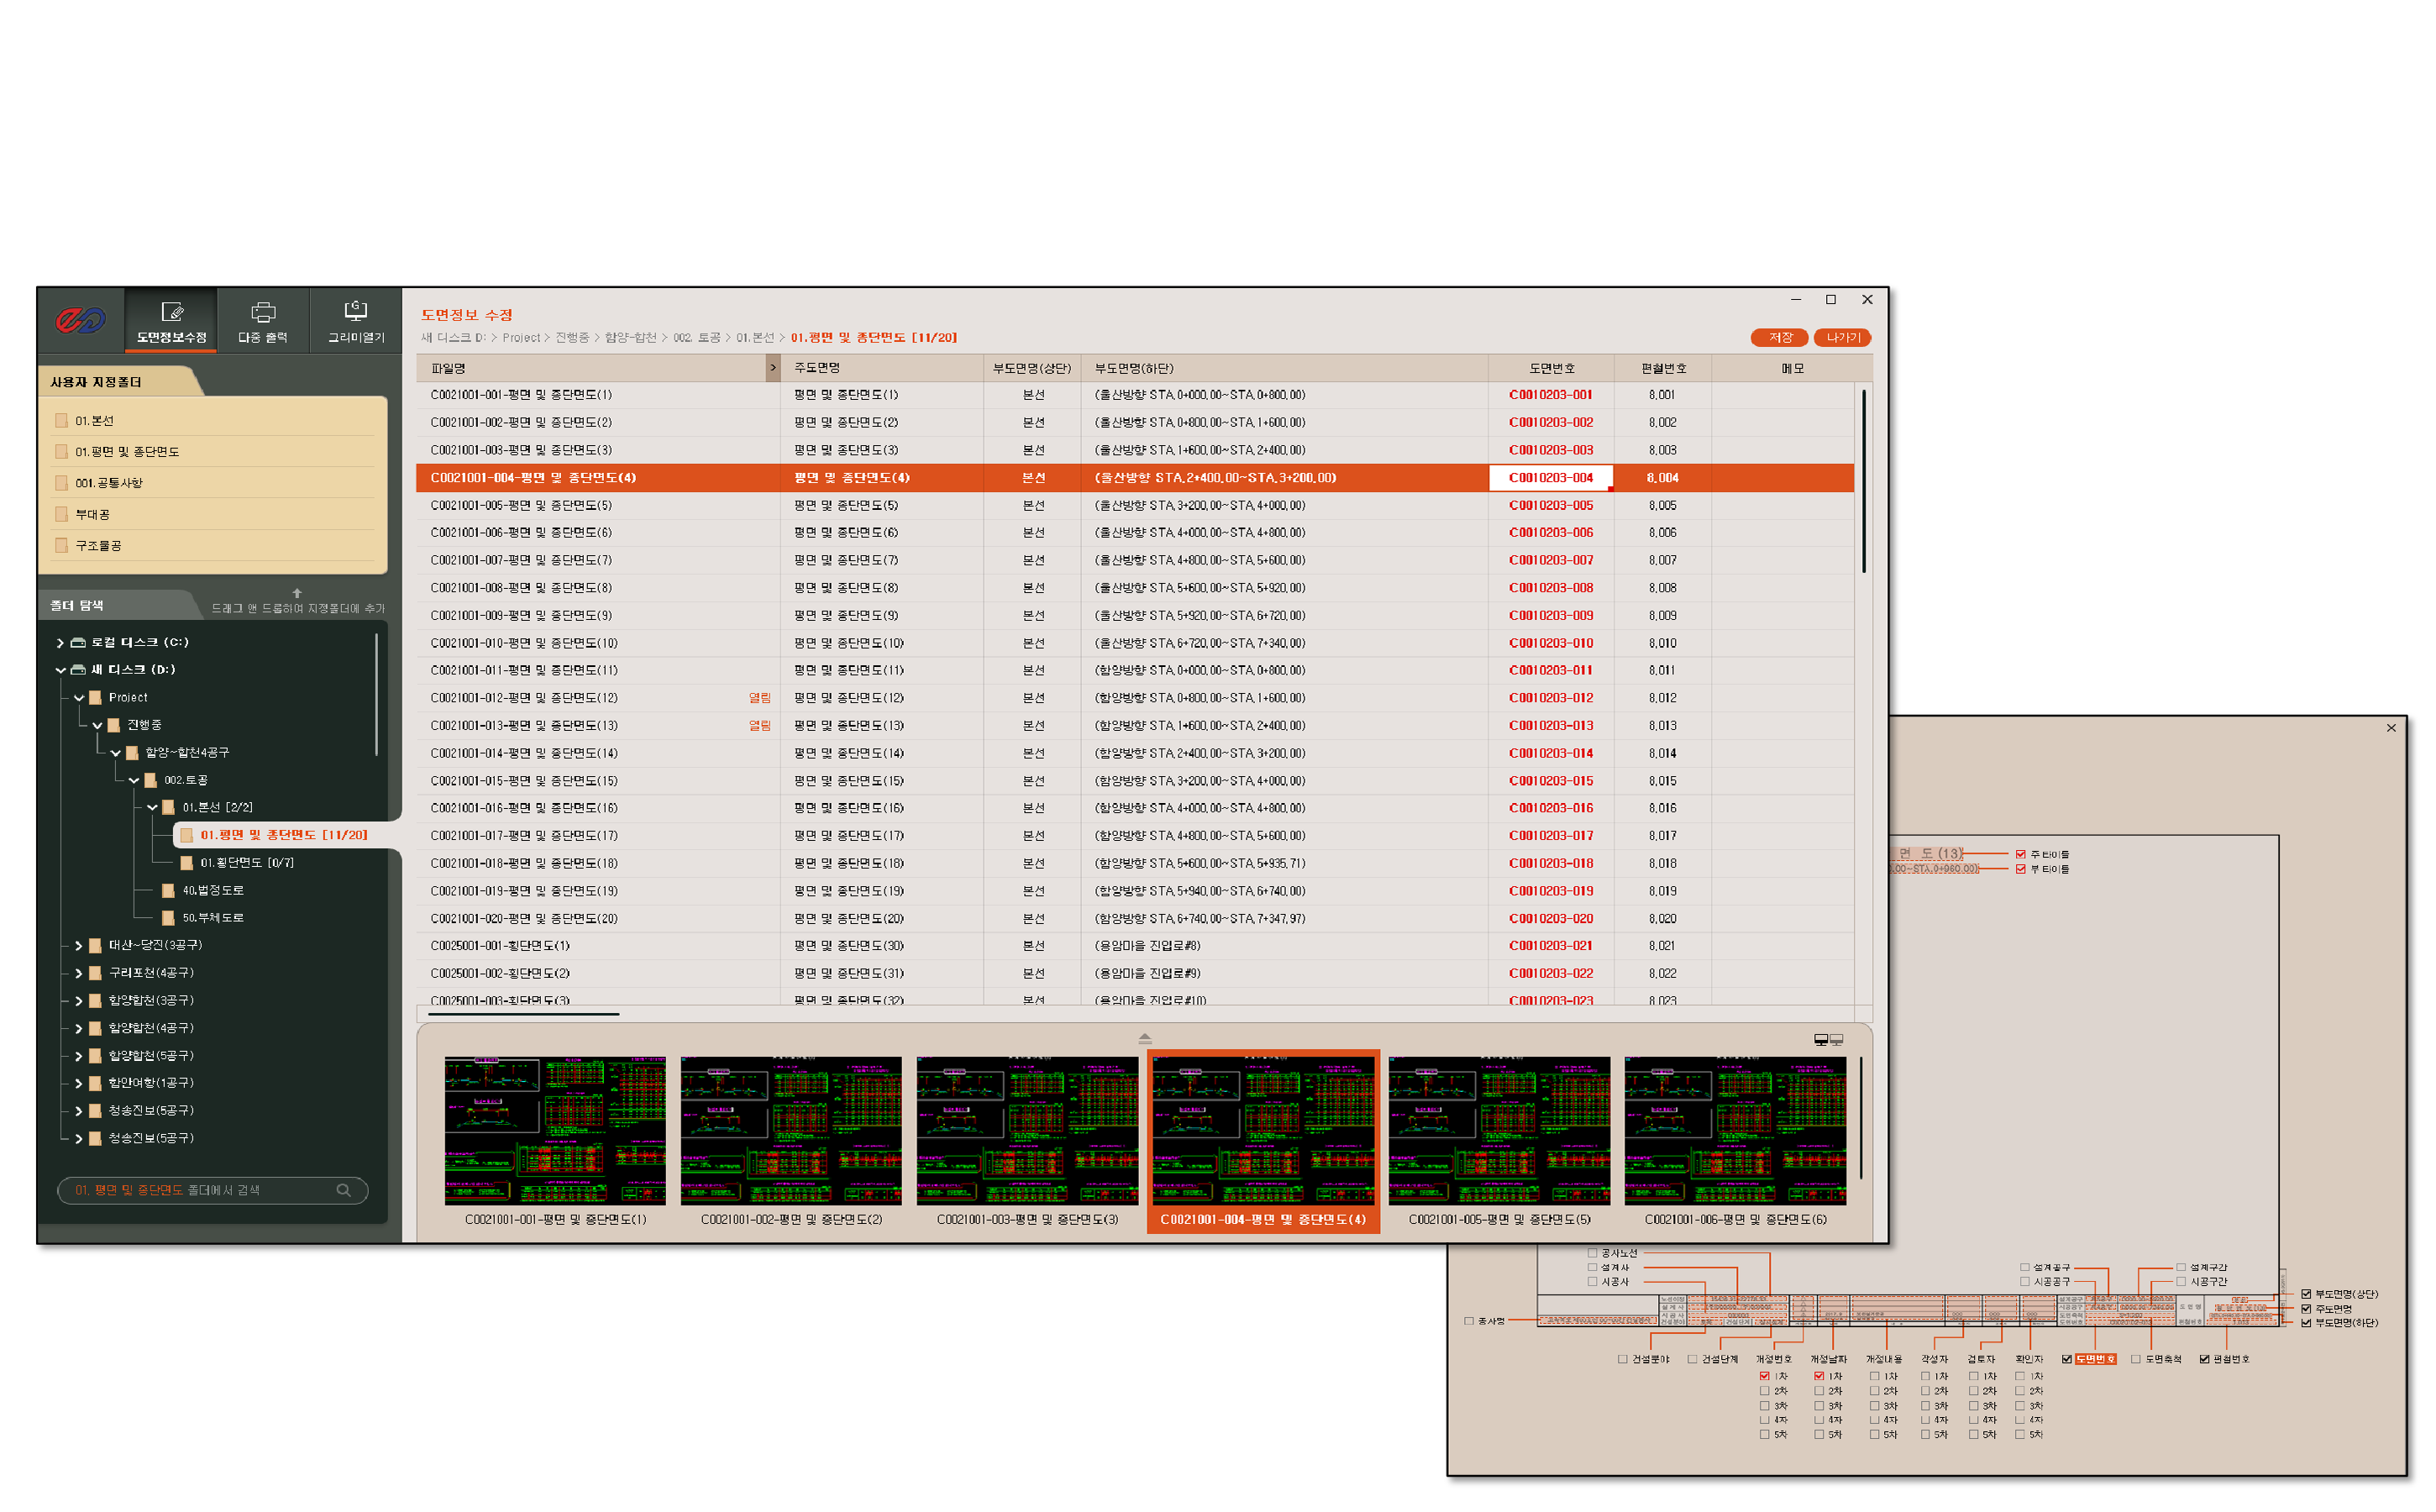 도면정보수정
다중 출력
그리미열기
도면정보 수정
새 디스크 D: > Project > 진행중 > 함양-합천 > 002. 토공 > 01.본선 > 01.평면 및 종단면도 [11/20]
저장
나가기
사용자 지정폴더
01.본선
01.평면 및 종단면도
001.공통사항
부대공
구조물공
폴더 탐색
드래그 앤 드롭하여 지정폴더에 추가
로컬 디스크 (C:)
새 디스크 (D:)
Project
진행중
함양~합천4공구
002.토공
01.본선 [2/2]
01.평면 및 종단면도 [11/20]
01.횡단면도 [0/7]
40.법정도로
50.부체도로
대산~당진(3공구)
구리포천(4공구)
함양합천(3공구)
함양합천(4공구)
함양합천(5공구)
함안여항(1공구)
청송진보(5공구)
청송진보(5공구)
01. 평면 및 종단면도 폴더에서 검색
파일명 > 주도면명 부도면명(상단) 부도면명(하단) 도면번호 편철번호 메모
C0021001-001-평면 및 종단면도(1) 평면 및 종단면도(1) 본선 (울산방향 STA.0+000.00~STA.0+800.00) C0010203-001 8.001
C0021001-002-평면 및 종단면도(2) 평면 및 종단면도(2) 본선 (울산방향 STA.0+800.00~STA.1+600.00) C0010203-002 8.002
C0021001-003-평면 및 종단면도(3) 평면 및 종단면도(3) 본선 (울산방향 STA.1+600.00~STA.2+400.00) C0010203-003 8.003
C0021001-004-평면 및 종단면도(4) 평면 및 종단면도(4) 본선 (울산방향 STA.2+400.00~STA.3+200.00) C0010203-004 8.004
C0021001-005-평면 및 종단면도(5) 평면 및 종단면도(5) 본선 (울산방향 STA.3+200.00~STA.4+000.00) C0010203-005 8.005
C0021001-006-평면 및 종단면도(6) 평면 및 종단면도(6) 본선 (울산방향 STA.4+000.00~STA.4+800.00) C0010203-006 8.006
C0021001-007-평면 및 종단면도(7) 평면 및 종단면도(7) 본선 (울산방향 STA.4+800.00~STA.5+600.00) C0010203-007 8.007
C0021001-008-평면 및 종단면도(8) 평면 및 종단면도(8) 본선 (울산방향 STA.5+600.00~STA.5+920.00) C0010203-008 8.008
C0021001-009-평면 및 종단면도(9) 평면 및 종단면도(9) 본선 (울산방향 STA.5+920.00~STA.6+720.00) C0010203-009 8.009
C0021001-010-평면 및 종단면도(10) 평면 및 종단면도(10) 본선 (울산방향 STA.6+720.00~STA.7+340.00) C0010203-010 8.010
C0021001-011-평면 및 종단면도(11) 평면 및 종단면도(11) 본선 (함양방향 STA.0+000.00~STA.0+800.00) C0010203-011 8.011
C0021001-012-평면 및 종단면도(12) 열림 평면 및 종단면도(12) 본선 (함양방향 STA.0+800.00~STA.1+600.00) C0010203-012 8.012
C0021001-013-평면 및 종단면도(13) 열림 평면 및 종단면도(13) 본선 (함양방향 STA.1+600.00~STA.2+400.00) C0010203-013 8.013
C0021001-014-평면 및 종단면도(14) 평면 및 종단면도(14) 본선 (함양방향 STA.2+400.00~STA.3+200.00) C0010203-014 8.014
C0021001-015-평면 및 종단면도(15) 평면 및 종단면도(15) 본선 (함양방향 STA.3+200.00~STA.4+000.00) C0010203-015 8.015
C0021001-016-평면 및 종단면도(16) 평면 및 종단면도(16) 본선 (함양방향 STA.4+000.00~STA.4+800.00) C0010203-016 8.016
C0021001-017-평면 및 종단면도(17) 평면 및 종단면도(17) 본선 (함양방향 STA.4+800.00~STA.5+600.00) C0010203-017 8.017
C0021001-018-평면 및 종단면도(18) 평면 및 종단면도(18) 본선 (함양방향 STA.5+600.00~STA.5+935.71) C0010203-018 8.018
C0021001-019-평면 및 종단면도(19) 평면 및 종단면도(19) 본선 (함양방향 STA.5+940.00~STA.6+740.00) C0010203-019 8.019
C0021001-020-평면 및 종단면도(20) 평면 및 종단면도(20) 본선 (함양방향 STA.6+740.00~STA.7+347.97) C0010203-020 8.020
C0025001-001-횡단면도(1) 평면 및 종단면도(30) 본선 (용암마을 진입로#8) C0010203-021 8.021
C0025001-002-횡단면도(2) 평면 및 종단면도(31) 본선 (용암마을 진입로#9) C0010203-022 8.022
C0025001-003-횡단면도(3) 평면 및 종단면도(32) 본선 (용암마을 진입로#10) C0010203-023 8.023
C0021001-001-평면 및 종단면도(1)
C0021001-002-평면 및 종단면도(2)
C0021001-003-평면 및 종단면도(3)
C0021001-004-평면 및 종단면도(4)
C0021001-005-평면 및 종단면도(5)
C0021001-006-평면 및 종단면도(6)
면 도 (13) 주 타이틀
.00~STA.0+960.00) 부 타이틀
공사노선
설계사
시공사
설계공구 설계구간
시공공구 시공구간
공사명
부도면명(상단)
주도면명
부도면명(하단)
건설분야 건설단계 개정번호 개정날짜 개정내용 작성자 검토자 확인자 도면번호 도면축척 편철번호
1차 1차 1차 1차 1차 1차
2차 2차 2차 2차 2차 2차
3차 3차 3차 3차 3차 3차
4차 4차 4차 4차 4차 4차
5차 5차 5차 5차 5차 5차